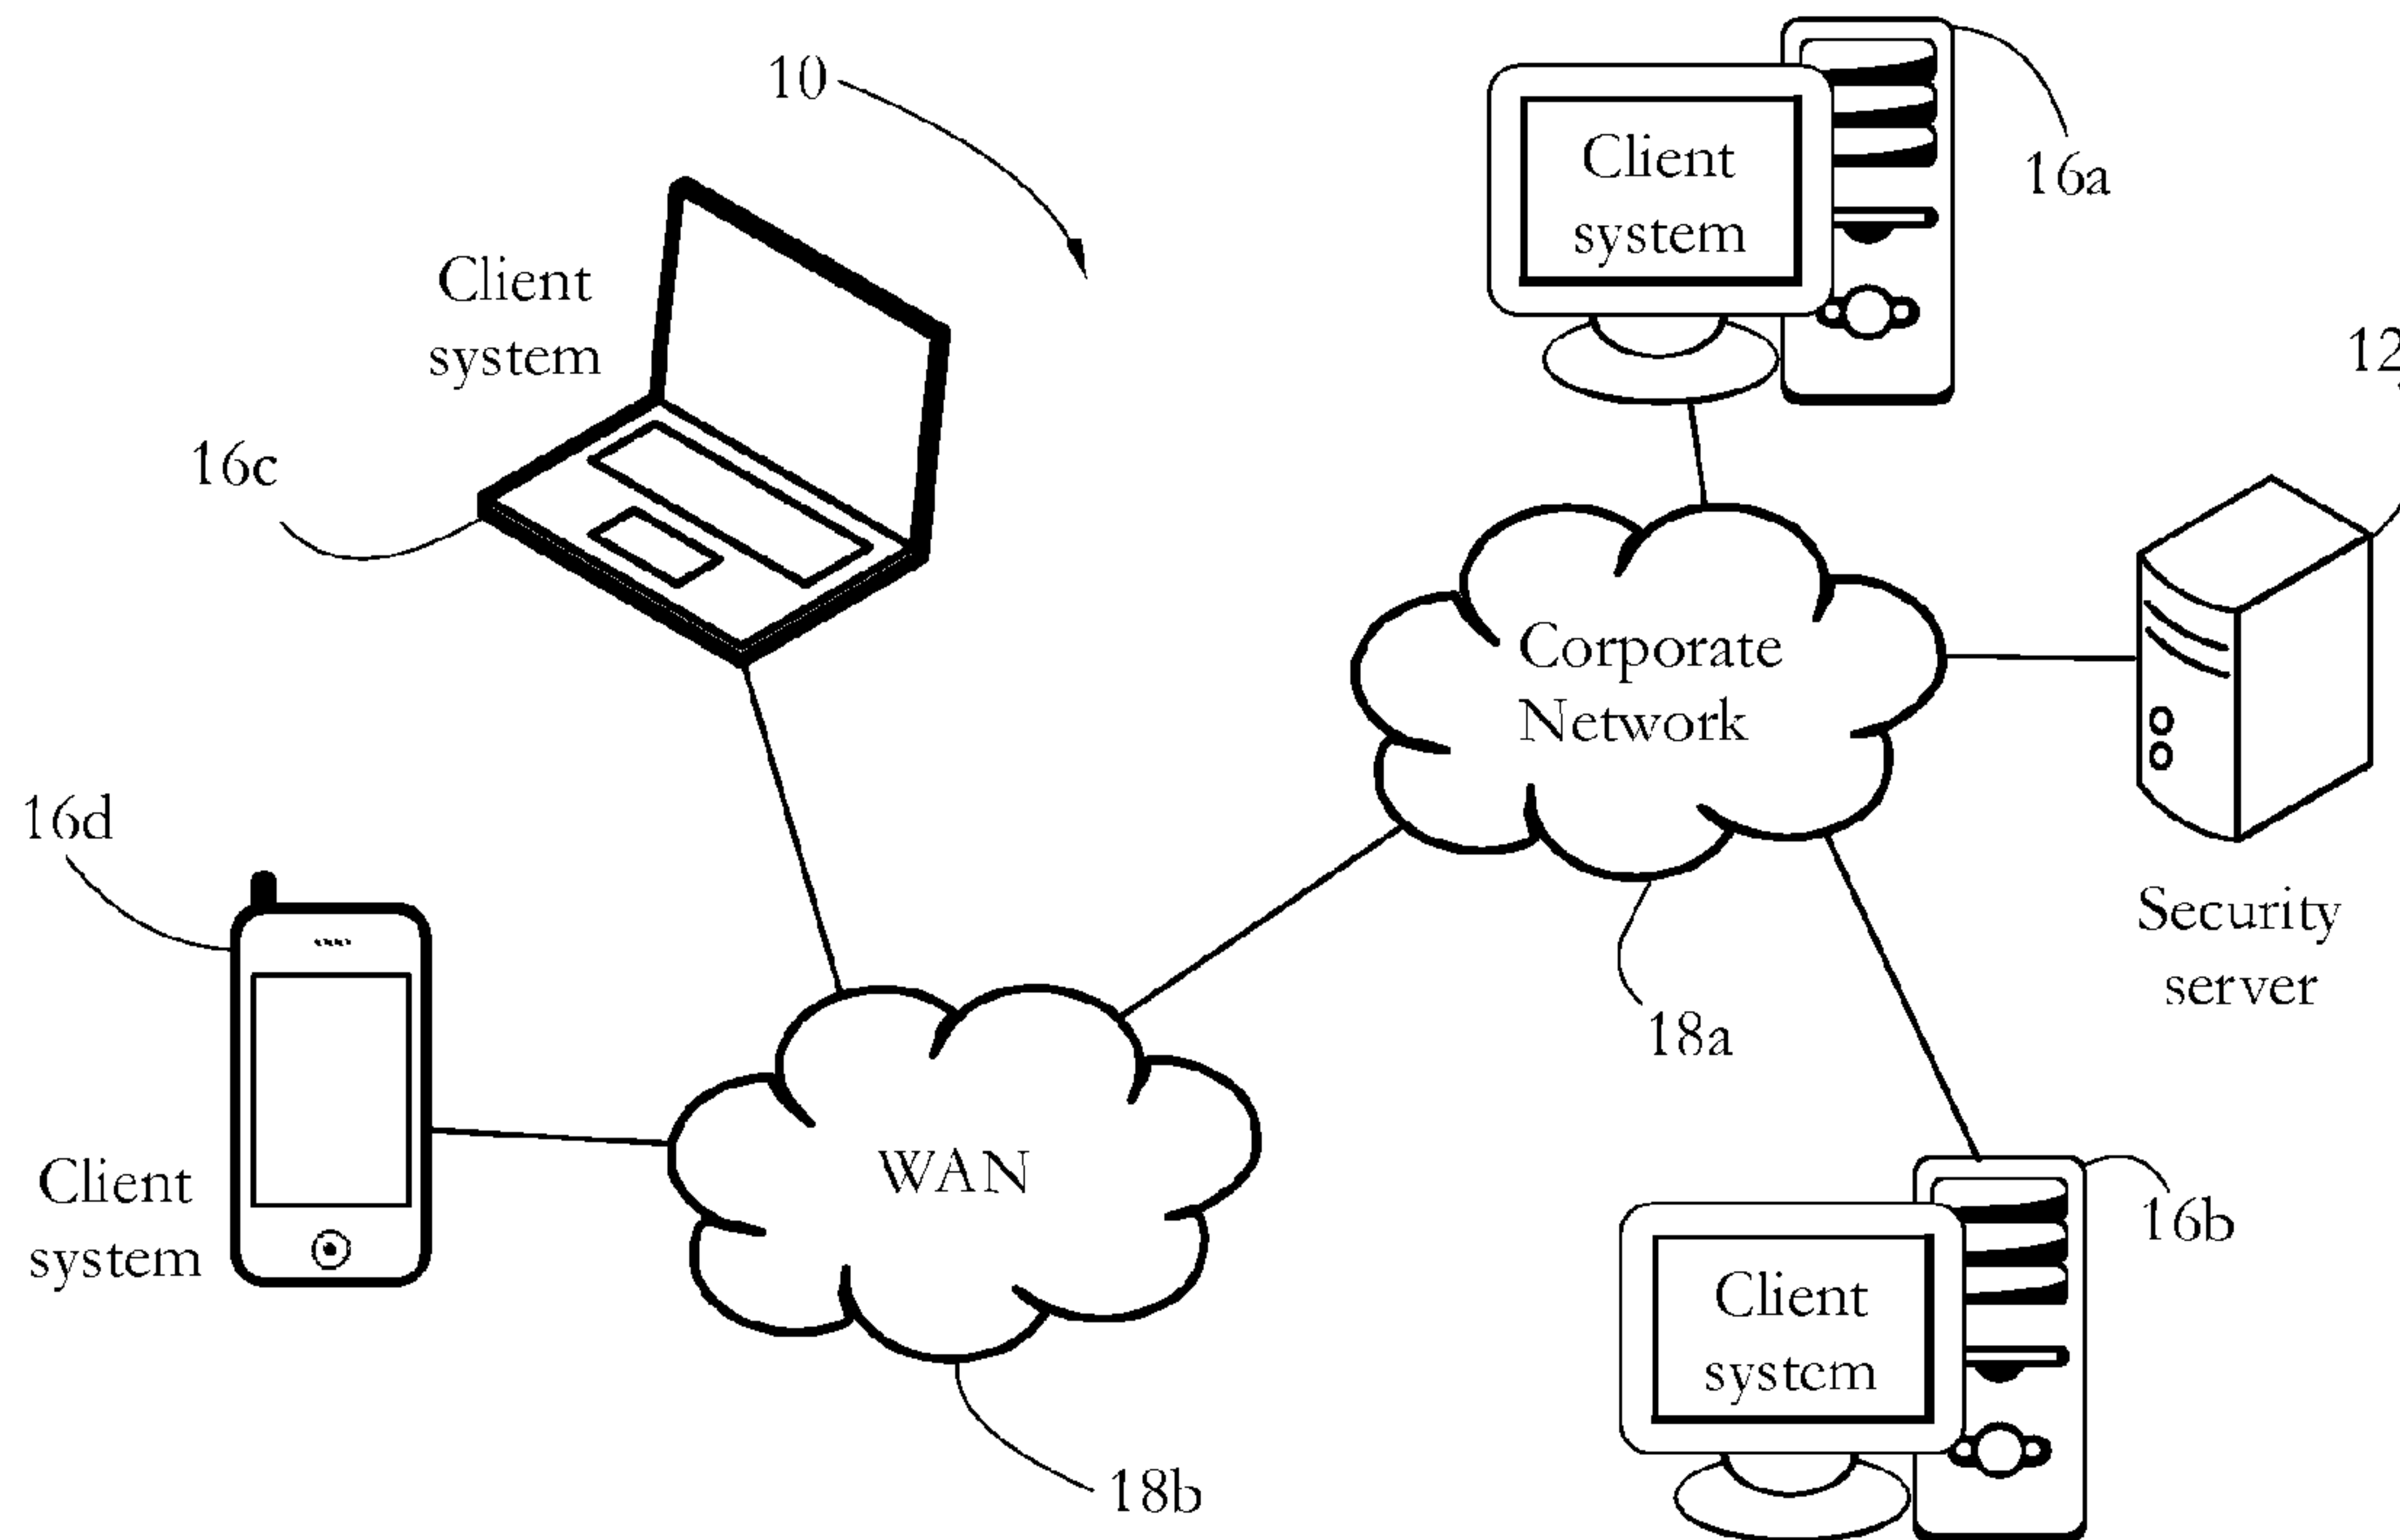 10
Client
system
16a
Client
system
12
16c
Corporate
Network
16d
Security
server
18a
Client
system
WAN
16b
Client
system
18b